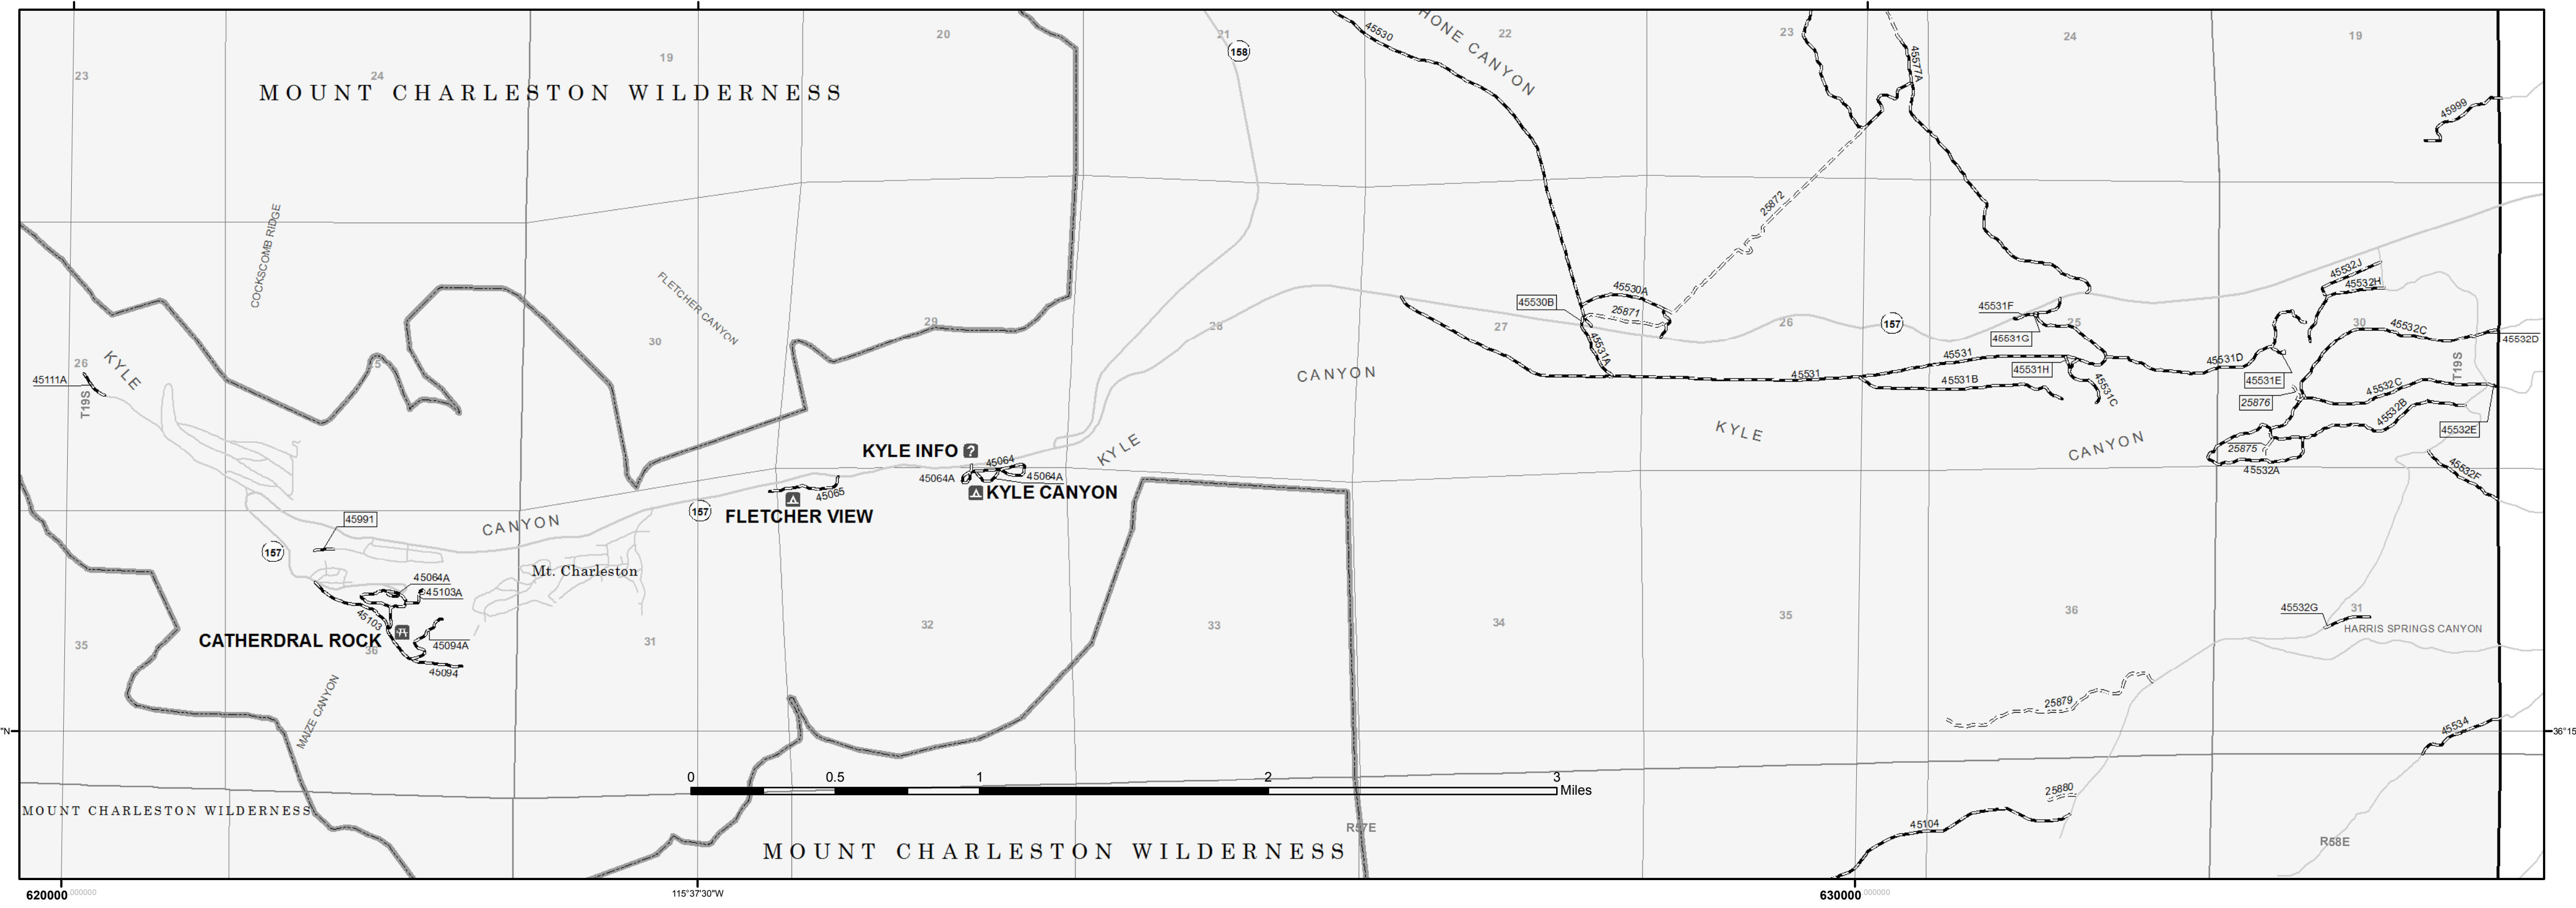 20
21
22
23
24
19
HONE CANYON
45530
158
45577A
19
24
23
MOUNT CHARLESTON WILDERNESS
45999
25872
COCKSCOMB RIDGE
FLETCHER CANYON
45532J
45532H
45530A
45530B
25871
45531F
45531G
157
29
28
27
26
25
30
45532C
45532D
30
45531A
45531
45531
45531H
45531B
45531C
45531D
45531E
25876
45532C
45532B
T19S
45532E
26
25
KYLE
45111A
T19S
CANYON
KYLE
KYLE
CANYON
25875
45532A
45532F
KYLE INFO ?
45064
45064A
45064A
KYLE CANYON
45065
FLETCHER VIEW
157
CANYON
45991
157
Mt. Charleston
45064A
45103A
45103
CATHERDRAL ROCK
36
45094A
45094
35
31
32
33
34
35
36
45532G
31
HARRIS SPRINGS CANYON
MAIZE CANYON
25879
45534
"N
36°15
0 0.5 1 2 3
Miles
25880
45104
MOUNT CHARLESTON WILDERNESS
R57E
R58E
MOUNT CHARLESTON WILDERNESS
620000.000000
115°37'30"W
630000.000000